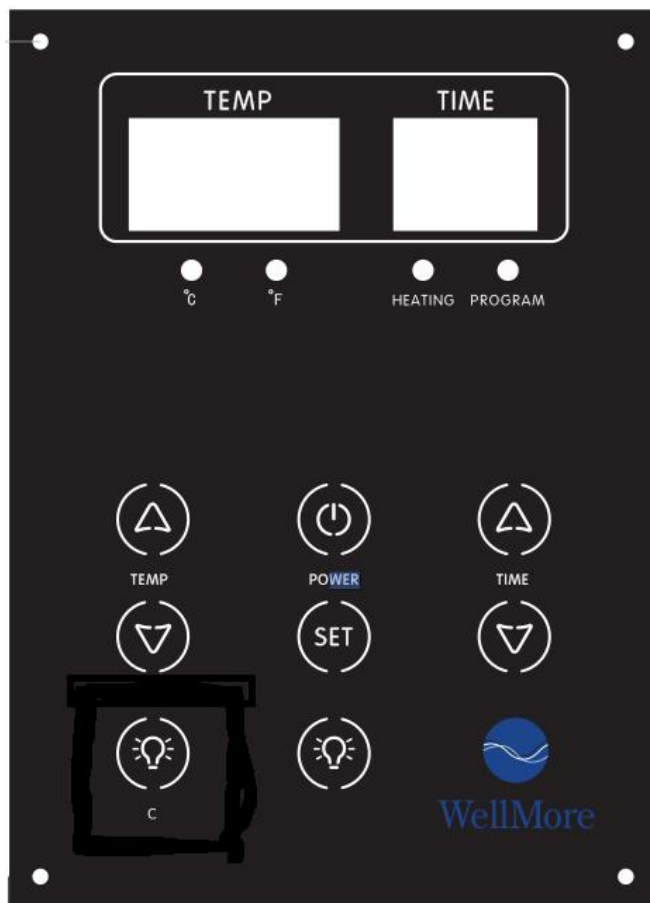 TEMP TIME
°C °F HEATING PROGRAM
TEMP POWER TIME
SET
C
WellMore